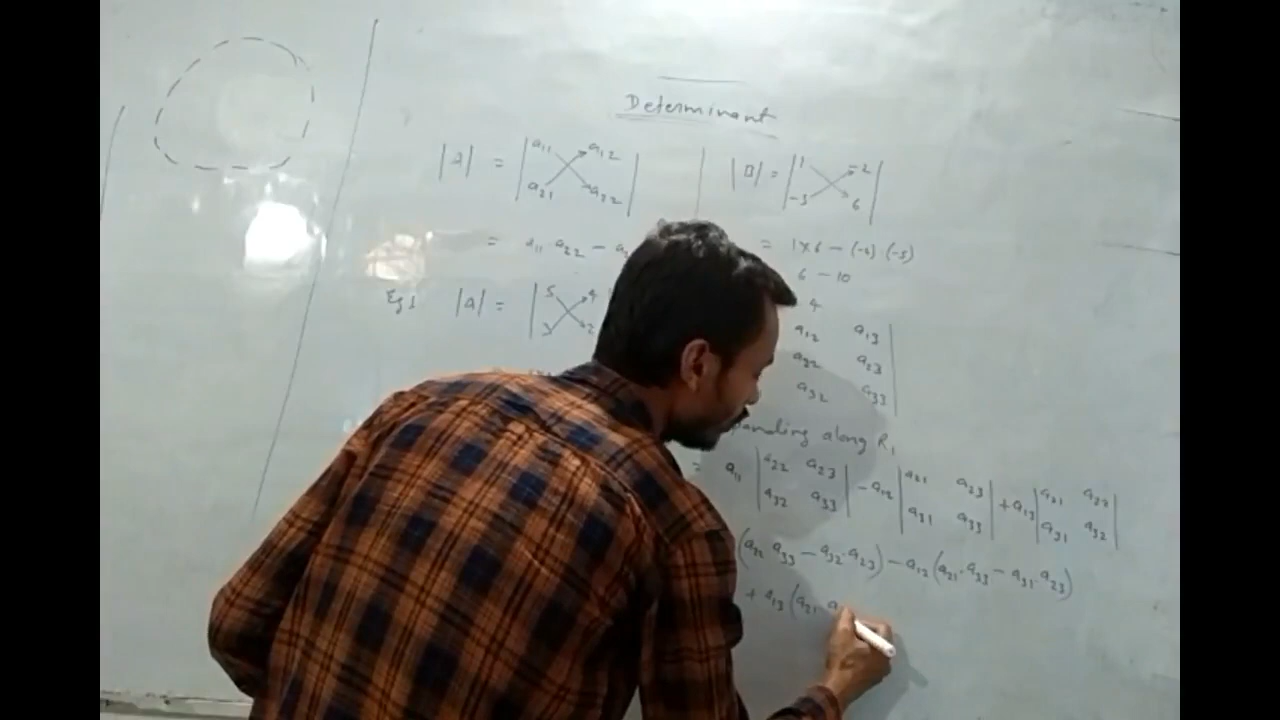 Determinant
|A| = |a11 a12
a21 a22|
= a11 a22 - a
|B| = |1 -2
-3 6|
= 1×6 - (-2).(-5)
6 - 10
4
Eg1 |A| = |5 4
3 2
a12 a13
a22 a23
a32 a33|
panding along R1
= a11 |a22 a23| - a12 |a21 a23| + a13 |a21 a22|
|a32 a33| |a31 a33| |a31 a32|
(a22 a33 - a32.a23) - a12 (a21.a33 - a31.a23)
+ a13 (a21. a